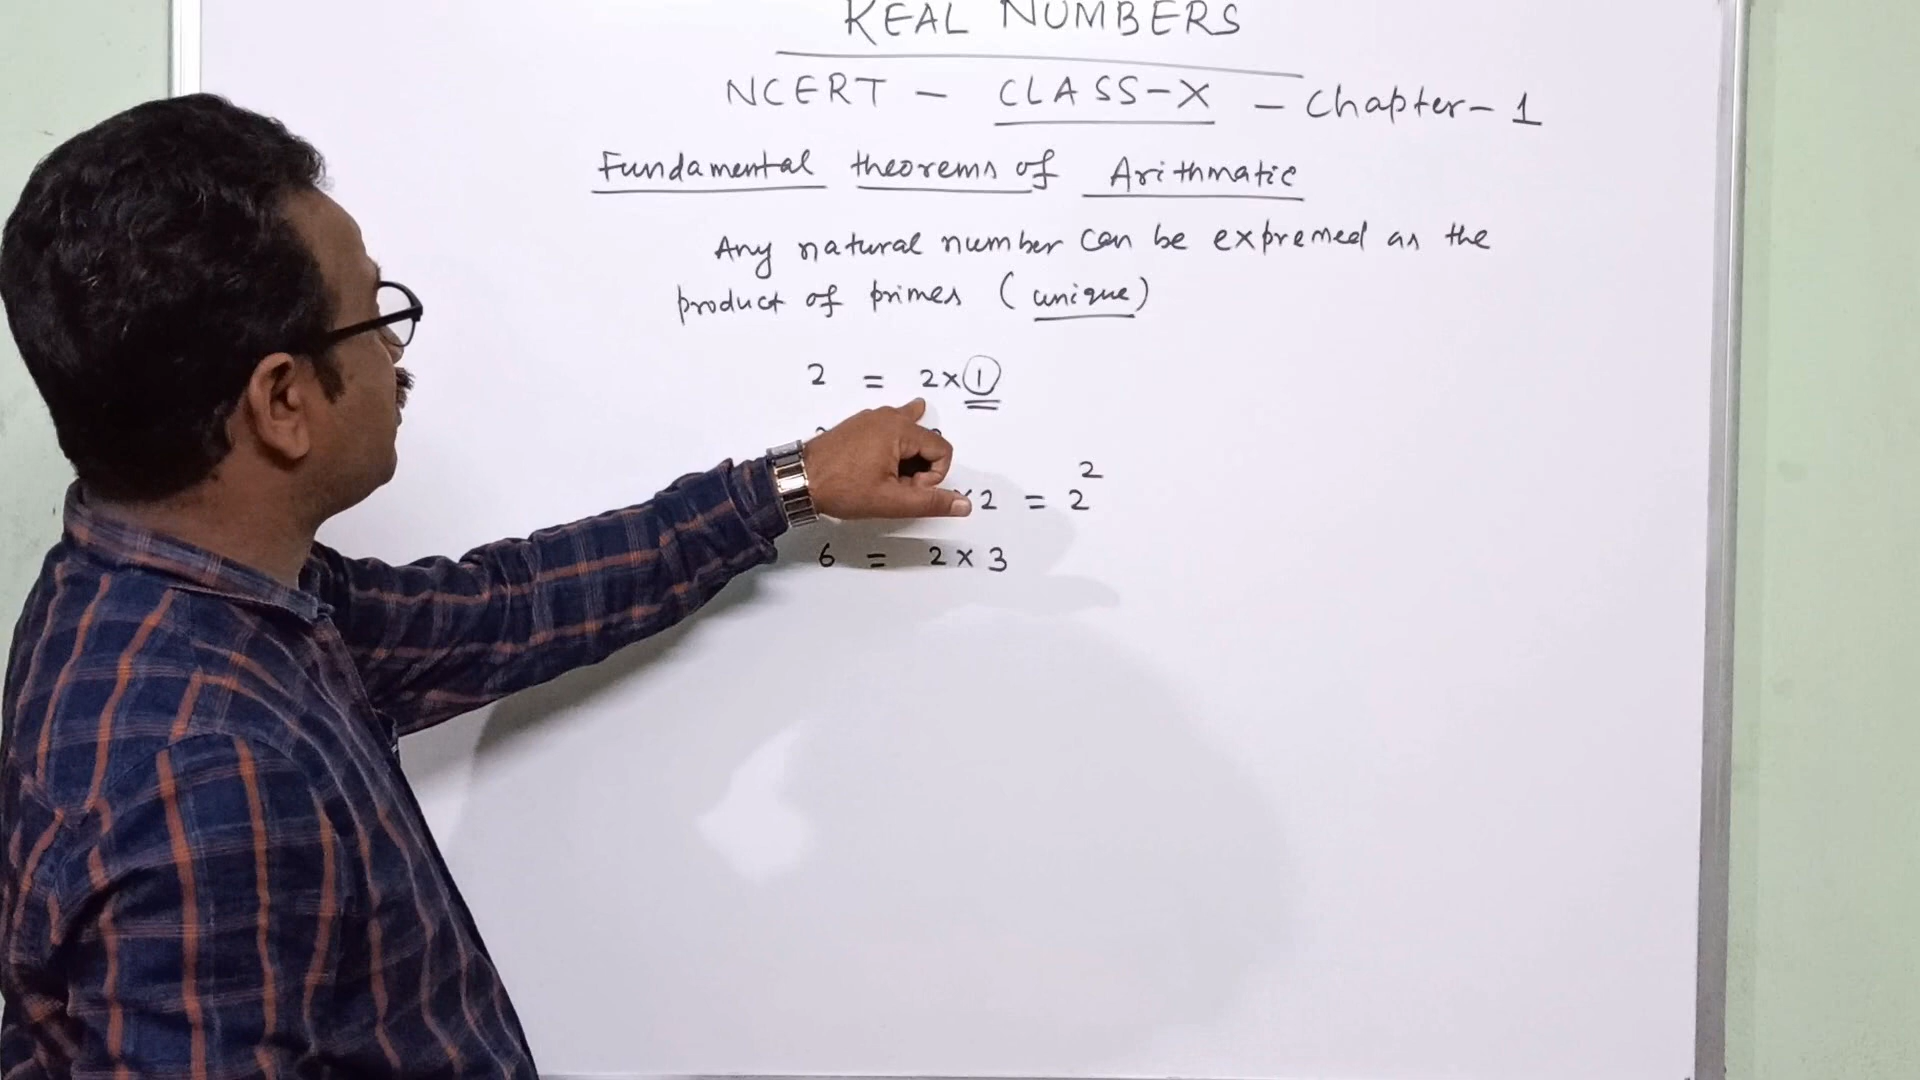 REAL NUMBERS
NCERT - CLASS-X - Chapter-1
Fundamental theorems of Arithmatic
Any natural number can be expressed as the
product of primes (unique)
2 = 2×1
×2 = 2²
6 = 2×3